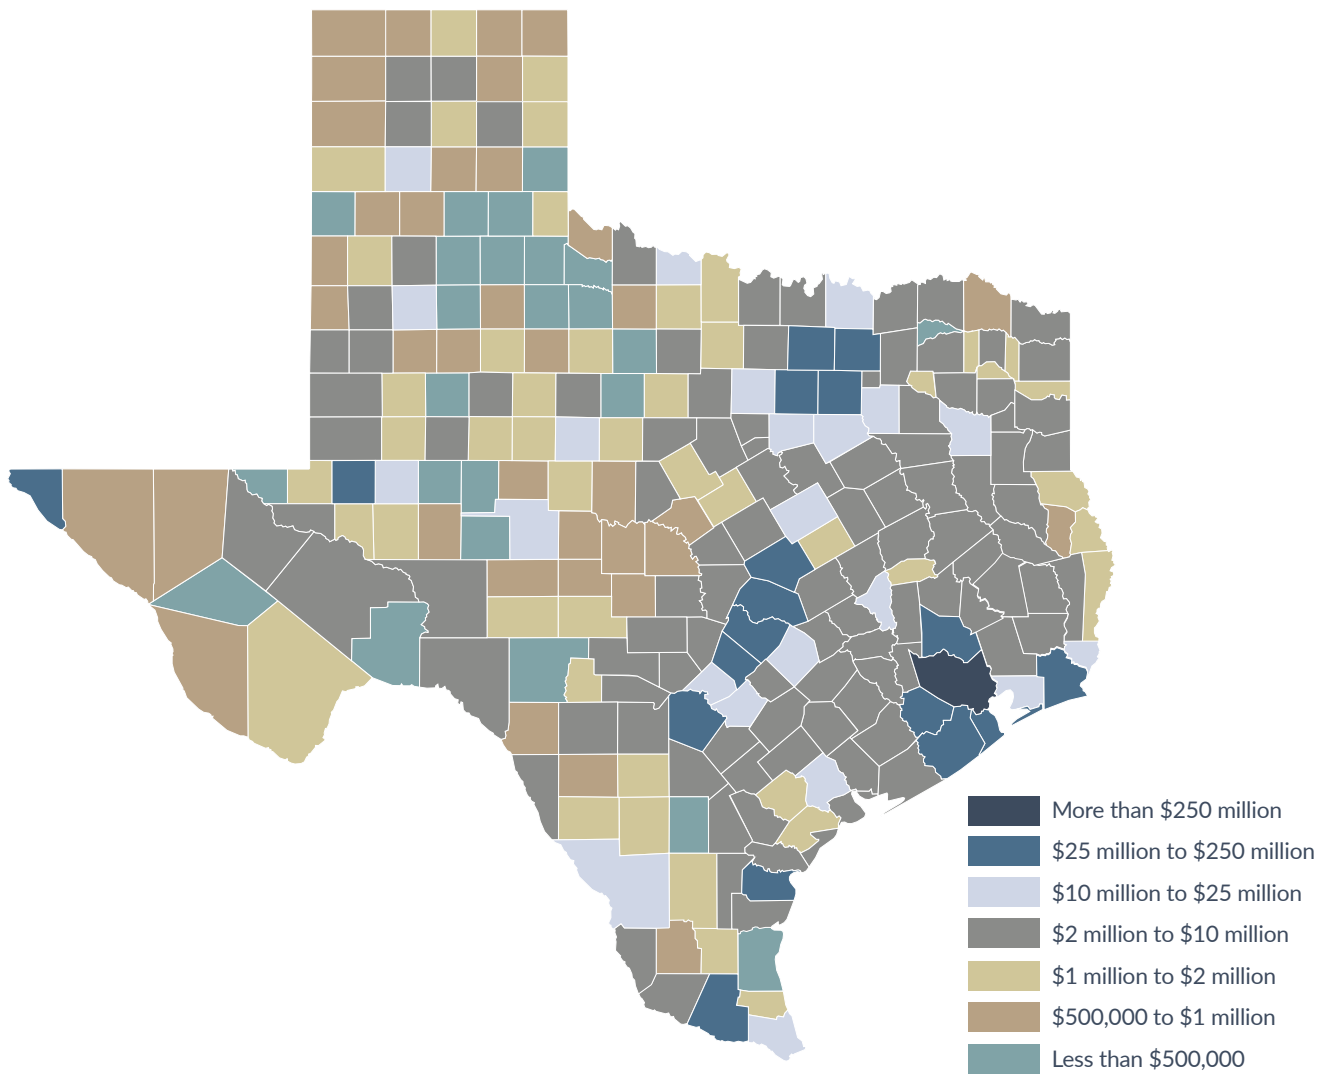 More than $250 million
$25 million to $250 million
$10 million to $25 million
$2 million to $10 million
$1 million to $2 million
$500,000 to $1 million
Less than $500,000